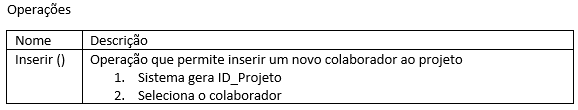 Operações
Nome Descrição
Inserir () Operação que permite inserir um novo colaborador ao projeto
1. Sistema gera ID_Projeto
2. Seleciona o colaborador